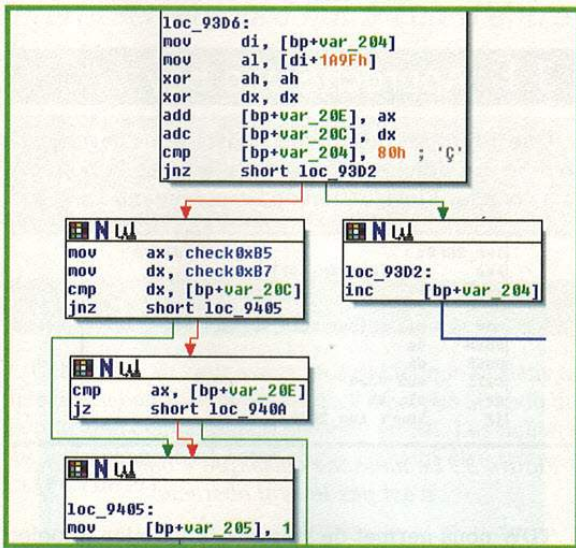 loc_93D6:
mov di, [bp+var_204]
mov al, [di+1A9Fh]
xor ah, ah
xor dx, dx
add [bp+var_20E], ax
adc [bp+var_20C], dx
cmp [bp+var_204], 80h ; 'Ç'
jnz short loc_93D2
mov ax, check0xB5
mov dx, check0xB7
cmp dx, [bp+var_20C]
jnz short loc_9405
loc_93D2:
inc [bp+var_204]
cmp ax, [bp+var_20E]
jz short loc_940A
loc_9405:
mov [bp+var_205], 1